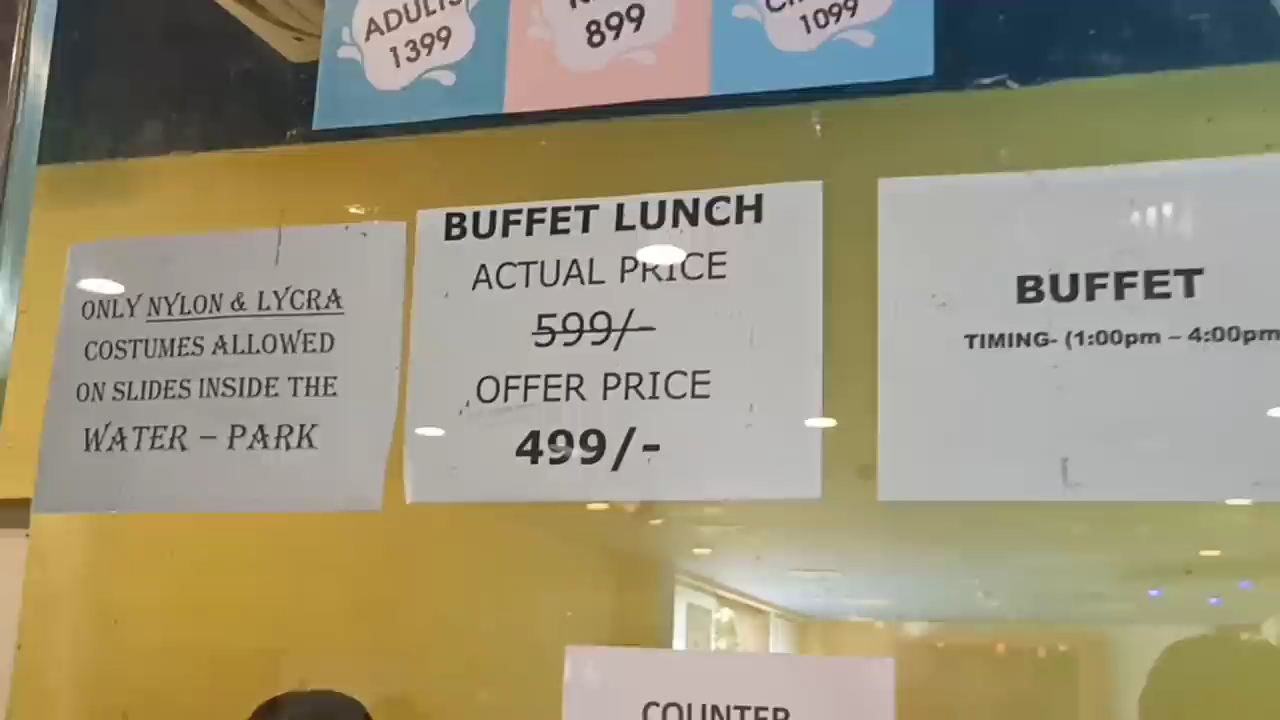 ADULTS
1399
899
1099
ONLY NYLON & LYCRA
COSTUMES ALLOWED
ON SLIDES INSIDE THE
WATER – PARK
BUFFET LUNCH
ACTUAL PRICE
599/-
OFFER PRICE
499/-
BUFFET
TIMING- (1:00pm – 4:00pm
COUNTER